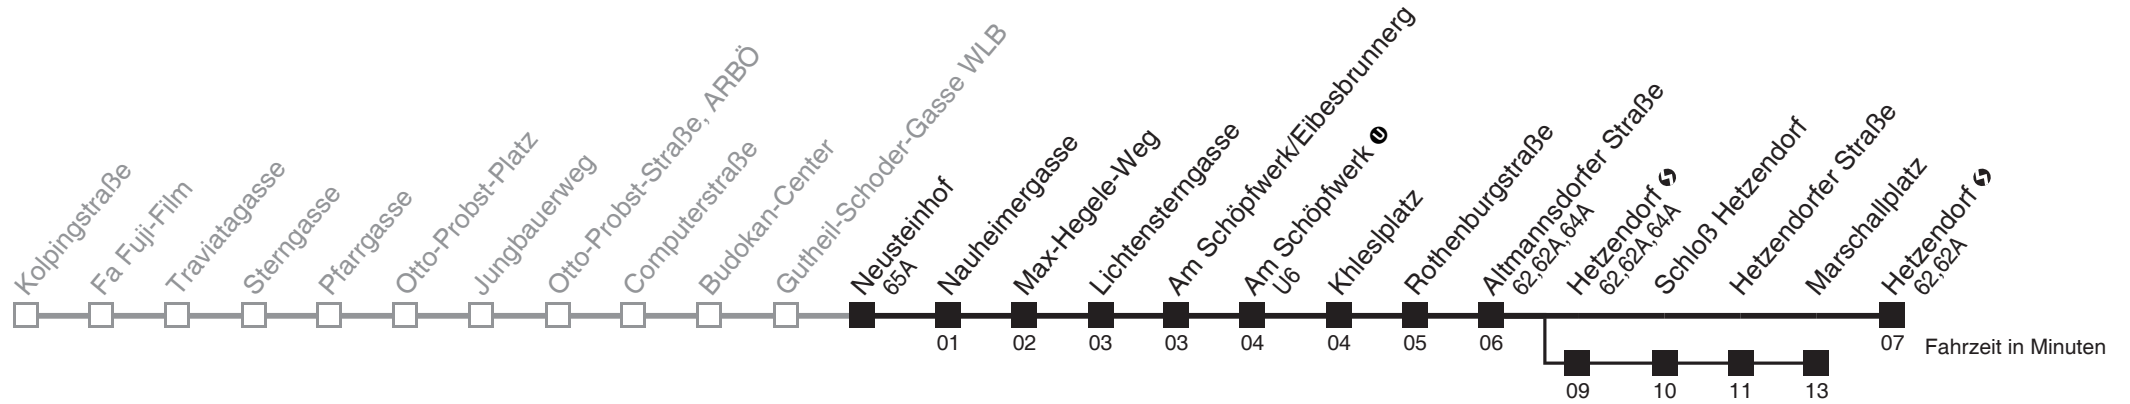 Kolpingstraße
Fa Fuji-Film
Traviatagasse
Sterngasse
Pfarrgasse
Otto-Probst-Platz
Jungbauerweg
Otto-Probst-Straße, ARBÖ
Computerstraße
Budokan-Center
Gutheil-Schoder-Gasse WLB
Neusteinhof
65A
Nauheimergasse
Max-Hegele-Weg
Lichtensterngasse
Am Schöpfwerk/Eibesbrunnerg
Am Schöpfwerk U
U6
Khleslplatz
Rothenburgstraße
Altmannsdorfer Straße
62,62A,64A
Hetzendorf
62,62A,64A
Schloß Hetzendorf
Hetzendorfer Straße
Marschallplatz
Hetzendorf
62,62A
01 02 03 03 04 04 05 06 07 Fahrzeit in Minuten
09 10 11 13